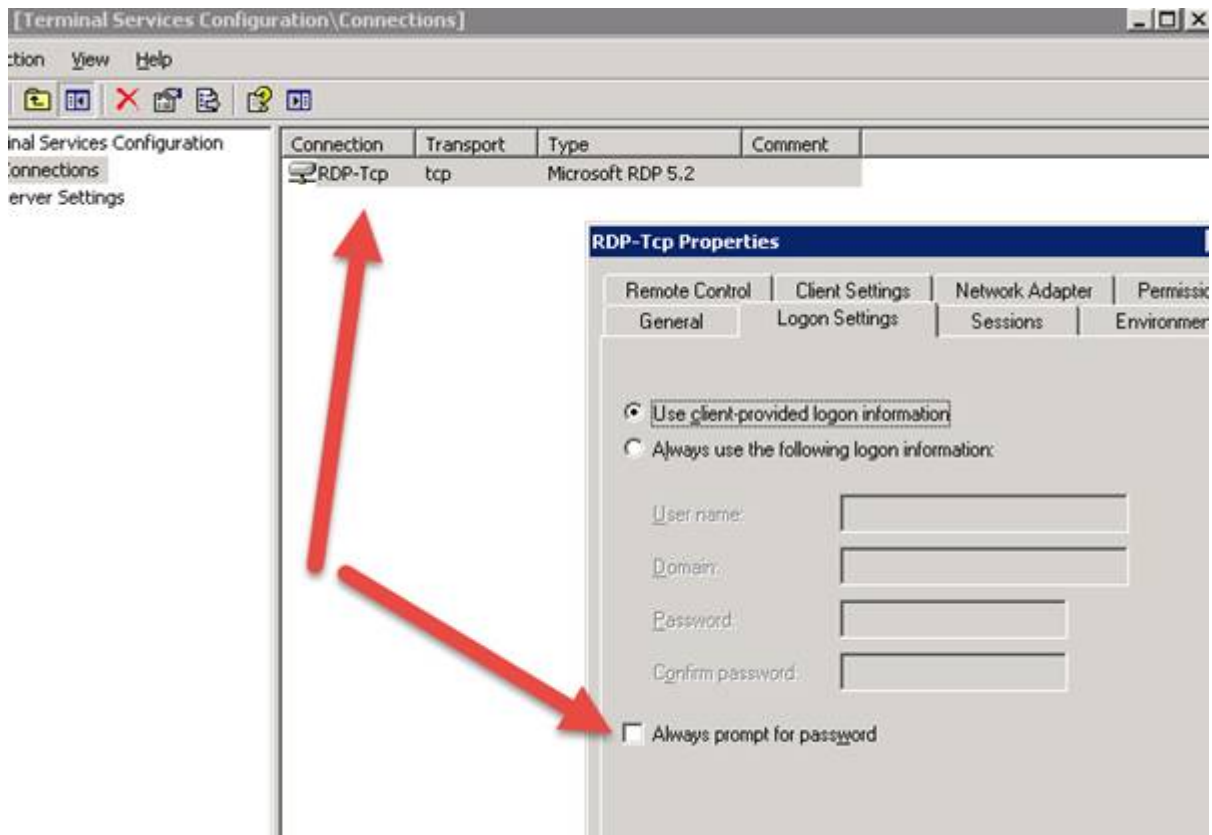 [Terminal Services Configuration\Connections]
ction View Help
inal Services Configuration
onnections
erver Settings
Connection Transport Type Comment
RDP-Tcp tcp Microsoft RDP 5.2
RDP-Tcp Properties
Remote Control Client Settings Network Adapter Permissio
General Logon Settings Sessions Environmen
Use client-provided logon information
Always use the following logon information:
User name:
Domain:
Password:
Confirm password:
Always prompt for password